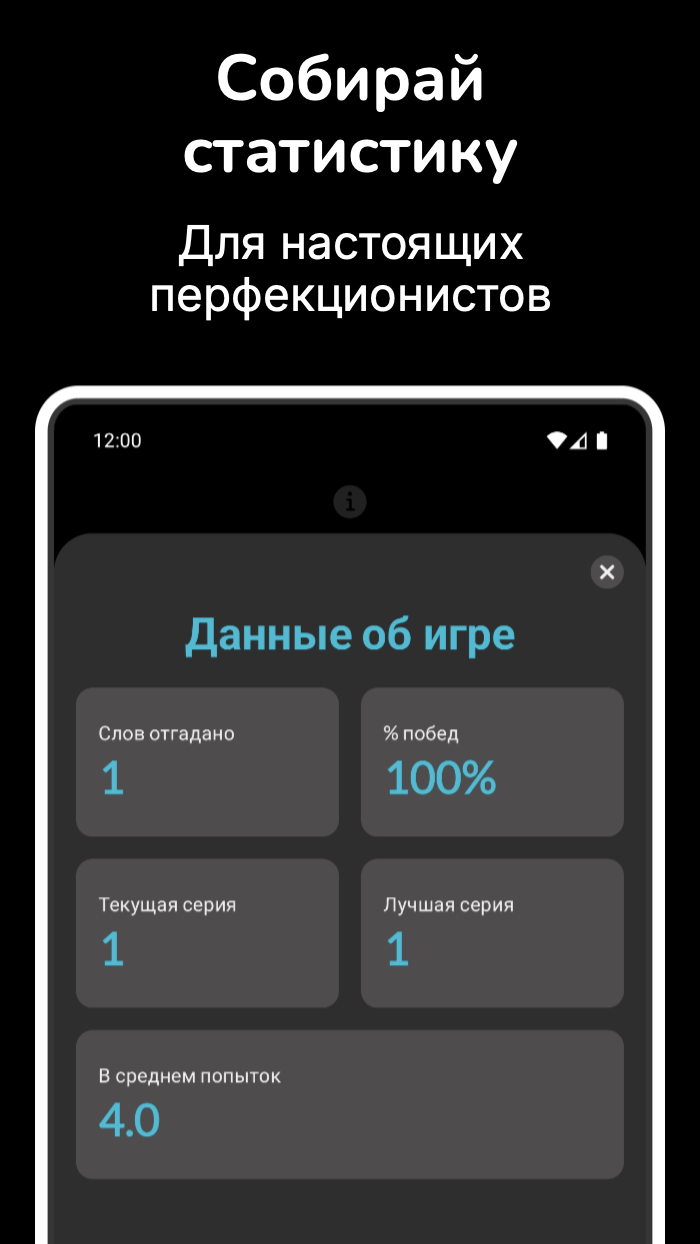 Собирай
статистику
Для настоящих
перфекционистов
12:00
i
Данные об игре
Слов отгадано
1
% побед
100%
Текущая серия
1
Лучшая серия
1
В среднем попыток
4.0